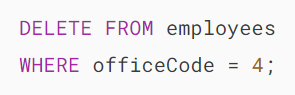 DELETE FROM employees
WHERE officeCode = 4;